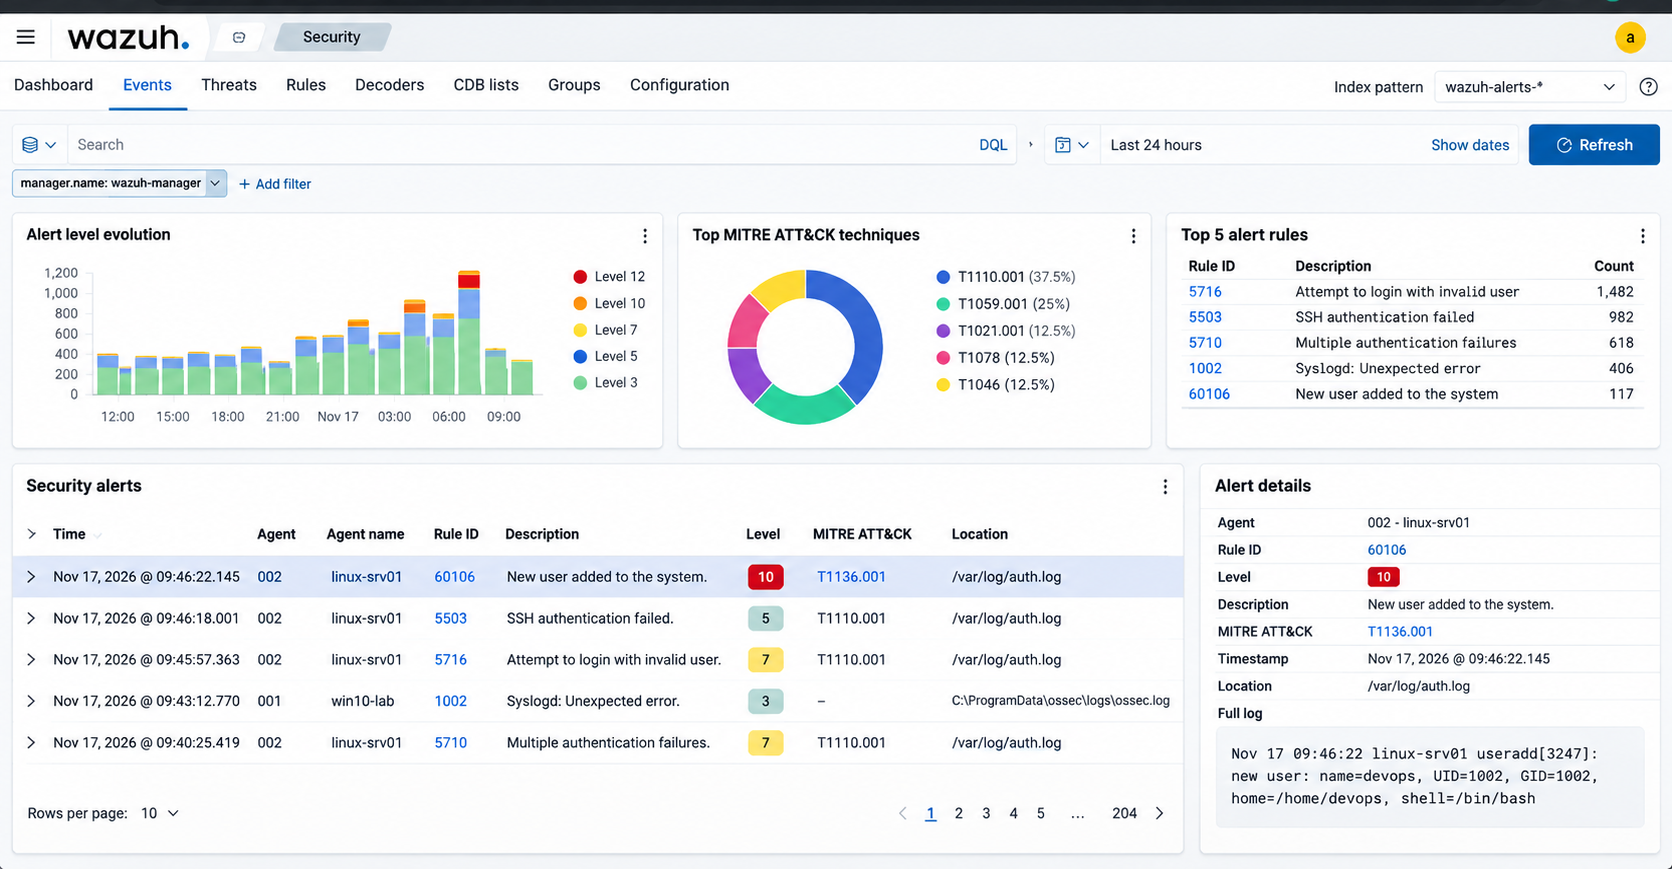 wazuh.
Security
a
Dashboard Events Threats Rules Decoders CDB lists Groups Configuration
Index pattern wazuh-alerts-*
Search DQL
Last 24 hours Show dates
Refresh
manager.name: wazuh-manager
+ Add filter
Alert level evolution
1,200
1,000
800
600
400
200
0
12:00 15:00 18:00 21:00 Nov 17 03:00 06:00 09:00
Level 12
Level 10
Level 7
Level 5
Level 3
Top MITRE ATT&CK techniques
T1110.001 (37.5%)
T1059.001 (25%)
T1021.001 (12.5%)
T1078 (12.5%)
T1046 (12.5%)
Top 5 alert rules
Rule ID Description Count
5716 Attempt to login with invalid user 1,482
5503 SSH authentication failed 982
5710 Multiple authentication failures 618
1002 Syslogd: Unexpected error 406
60106 New user added to the system 117
Security alerts
Time Agent Agent name Rule ID Description Level MITRE ATT&CK Location
Nov 17, 2026 @ 09:46:22.145 002 linux-srv01 60106 New user added to the system. 10 T1136.001 /var/log/auth.log
Nov 17, 2026 @ 09:46:18.001 002 linux-srv01 5503 SSH authentication failed. 5 T1110.001 /var/log/auth.log
Nov 17, 2026 @ 09:45:57.363 002 linux-srv01 5716 Attempt to login with invalid user. 7 T1110.001 /var/log/auth.log
Nov 17, 2026 @ 09:43:12.770 001 win10-lab 1002 Syslogd: Unexpected error. 3 – C:\ProgramData\ossec\logs\ossec.log
Nov 17, 2026 @ 09:40:25.419 002 linux-srv01 5710 Multiple authentication failures. 7 T1110.001 /var/log/auth.log
Rows per page: 10
1 2 3 4 5 ... 204
Alert details
Agent 002 - linux-srv01
Rule ID 60106
Level 10
Description New user added to the system.
MITRE ATT&CK T1136.001
Timestamp Nov 17, 2026 @ 09:46:22.145
Location /var/log/auth.log
Full log
Nov 17 09:46:22 linux-srv01 useradd[3247]:
new user: name=devops, UID=1002, GID=1002,
home=/home/devops, shell=/bin/bash